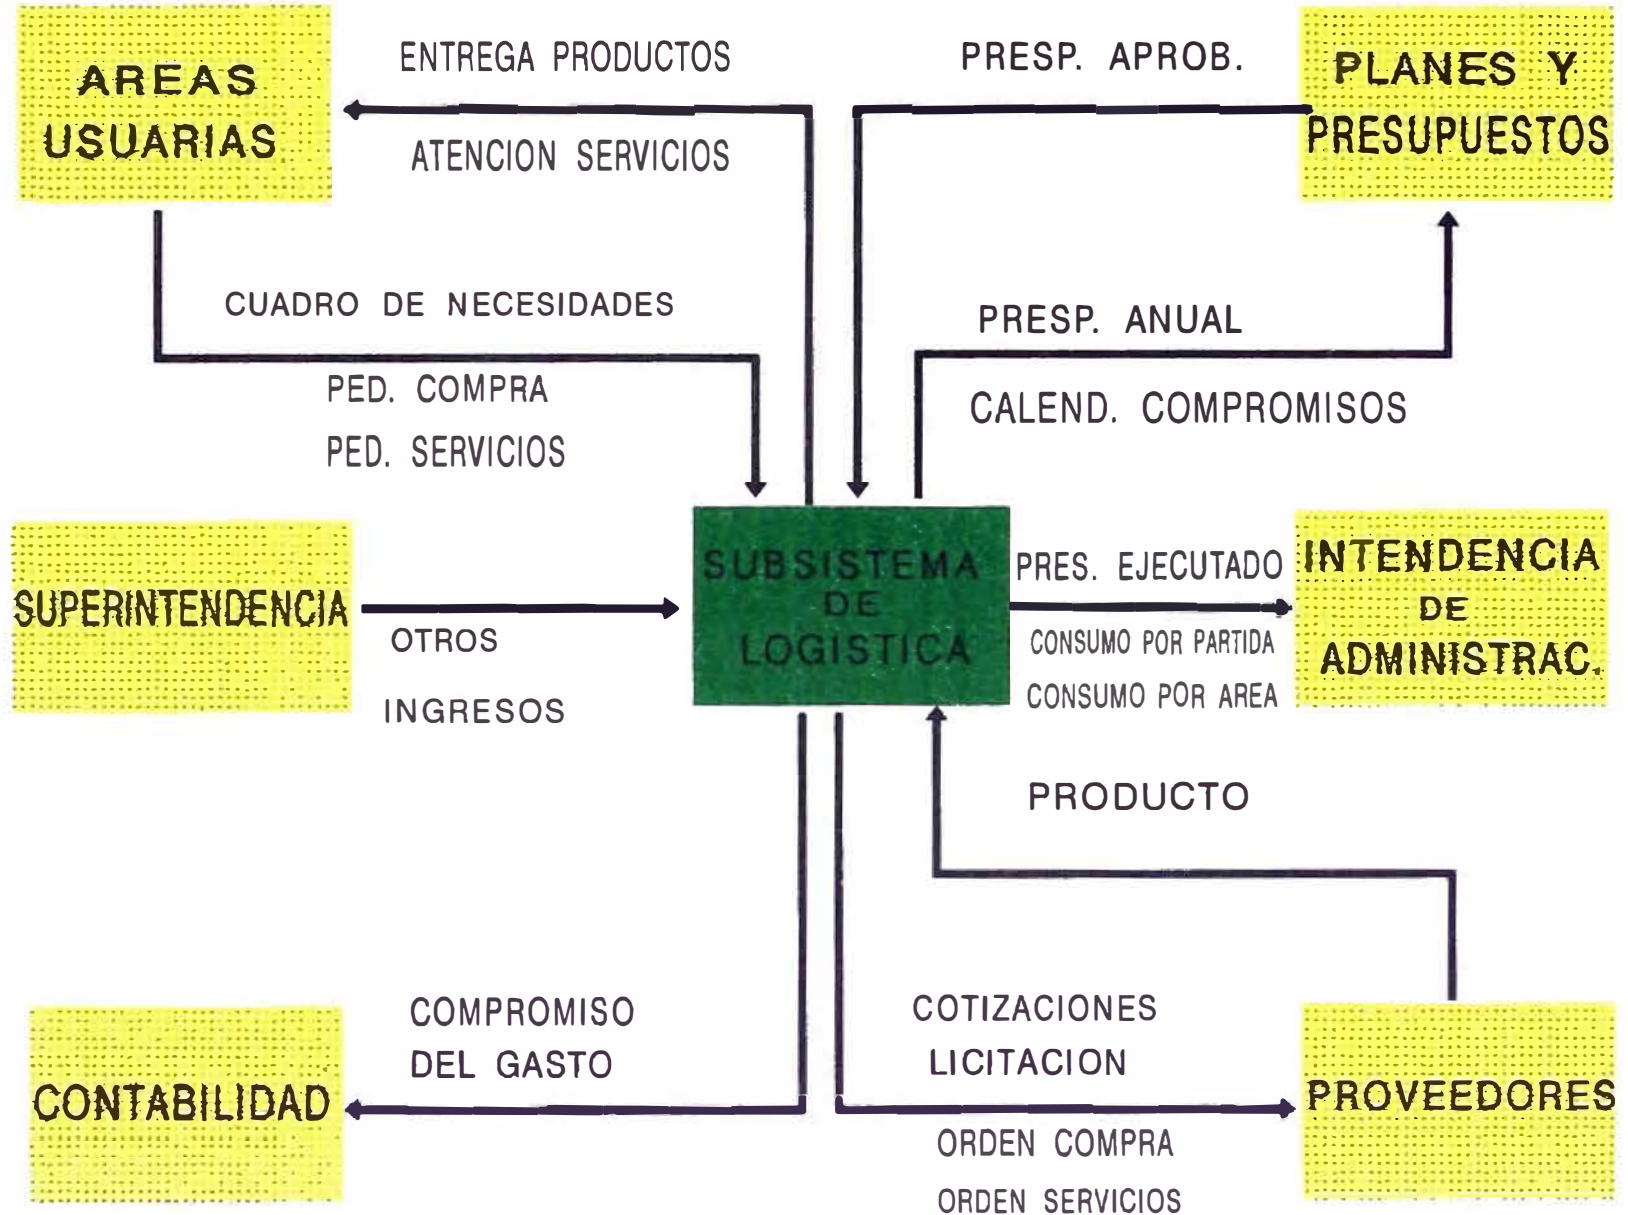 AREAS
USUARIAS
ENTREGA PRODUCTOS
ATENCION SERVICIOS
PRESP. APROB.
PLANES Y
PRESUPUESTOS
CUADRO DE NECESIDADES
PED. COMPRA
PED. SERVICIOS
PRESP. ANUAL
CALEND. COMPROMISOS
SUPERINTENDENCIA
OTROS
INGRESOS
SUBSISTEMA
DE
LOGISTICA
PRES. EJECUTADO
CONSUMO POR PARTIDA
CONSUMO POR AREA
INTENDENCIA
DE
ADMINISTRAC.
PRODUCTO
COMPROMISO
DEL GASTO
CONTABILIDAD
COTIZACIONES
LICITACION
ORDEN COMPRA
ORDEN SERVICIOS
PROVEEDORES